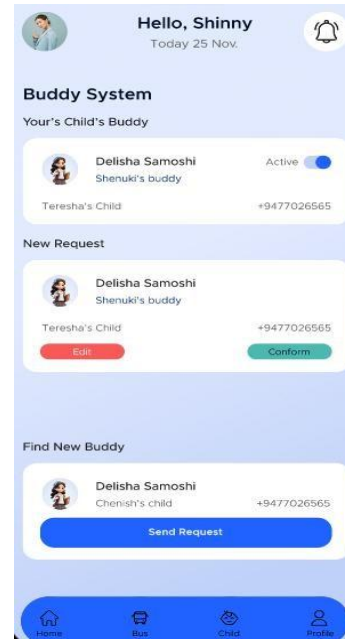 Hello, Shinny
Today 25 Nov.
Buddy System
Your's Child's Buddy
Delisha Samoshi
Active
Shenuki's buddy
Teresha's Child
+9477026565
New Request
Delisha Samoshi
Shenuki's buddy
Teresha's Child
+9477026565
Edit
Conform
Find New Buddy
Delisha Samoshi
Chenish's child
+9477026565
Send Request
Home
Bus
Child
Profile